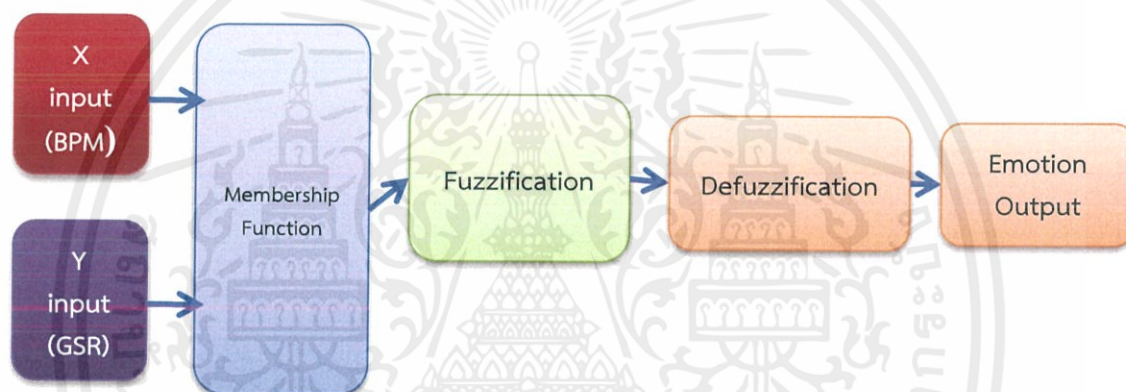 X
input
(BPM)
Y
input
(GSR)
Membership
Function
Fuzzification
Defuzzification
Emotion
Output